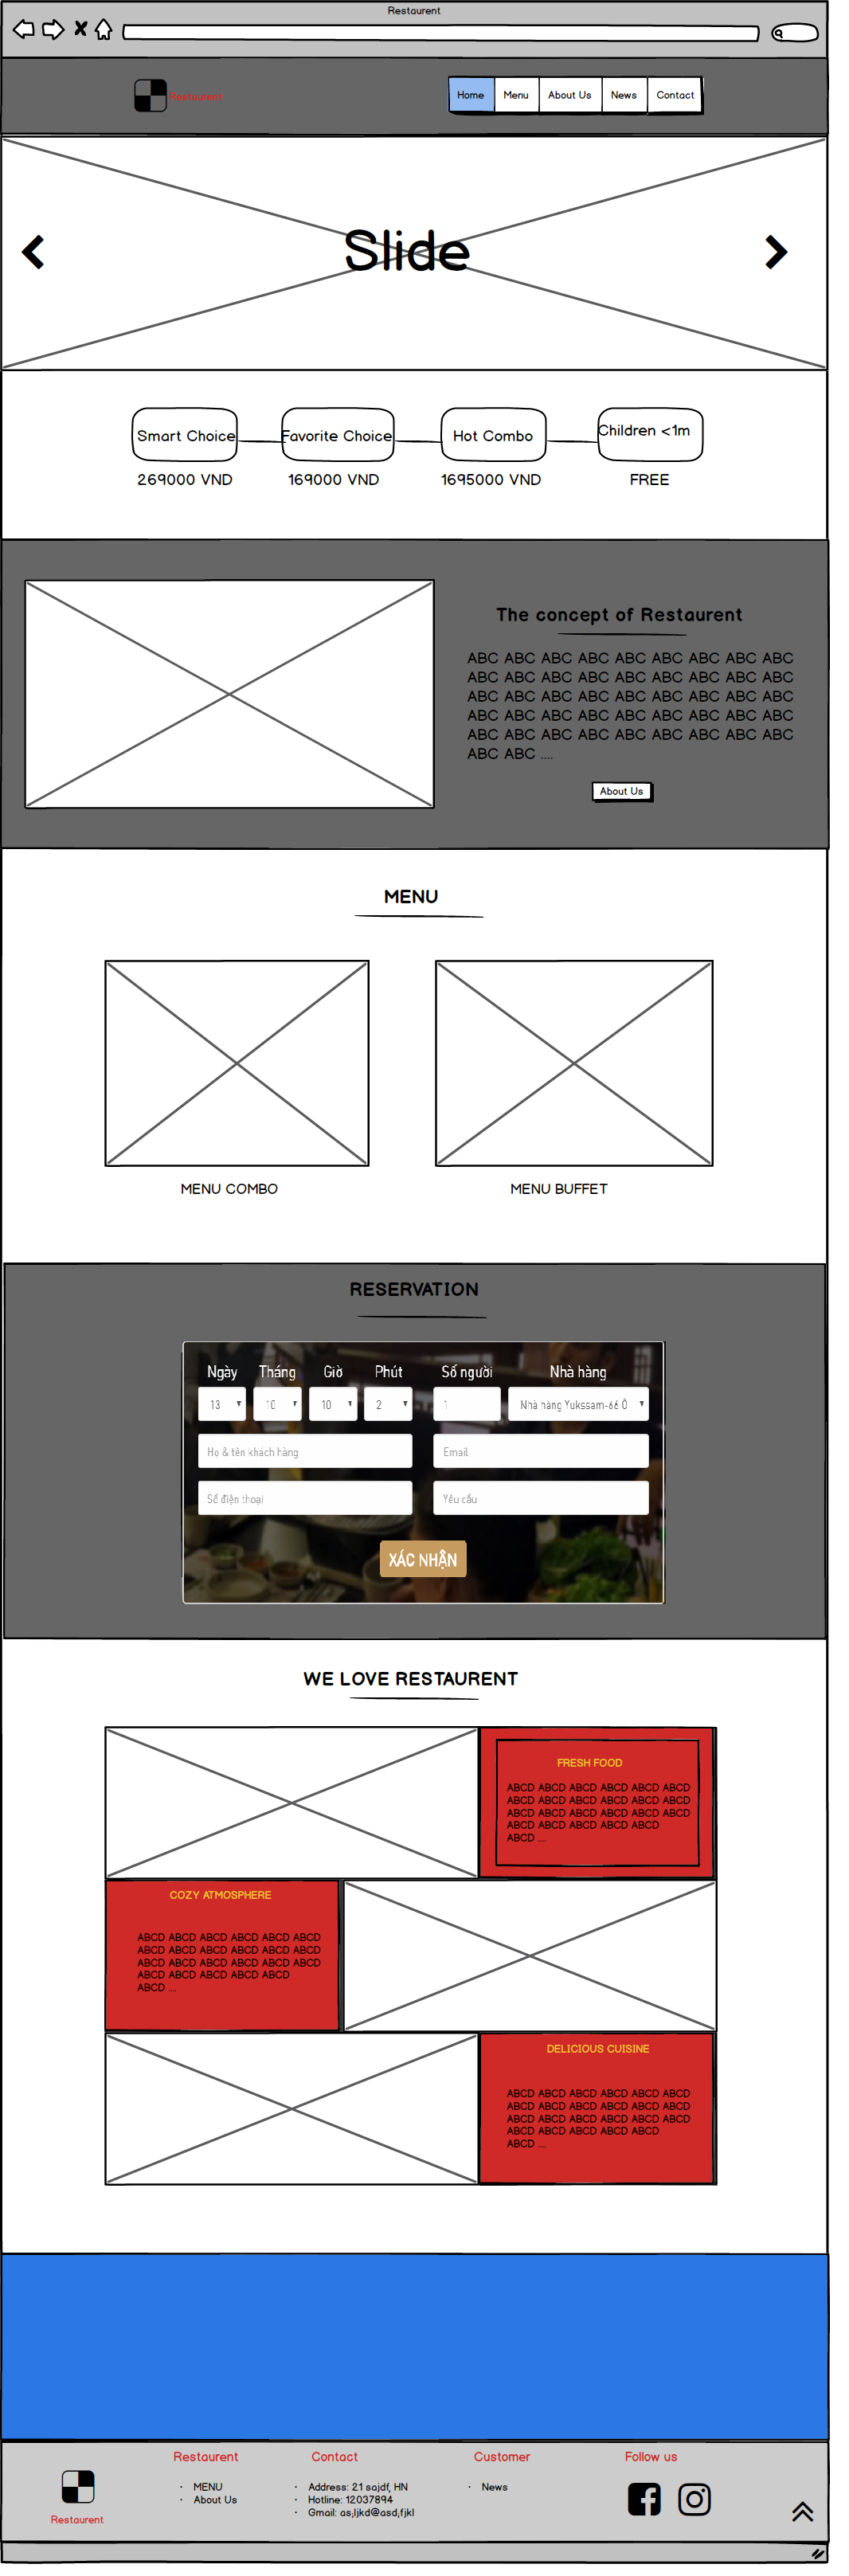 Restaurent
Restaurent
Home Menu About Us News Contact
Slide
Smart Choice Favorite Choice Hot Combo Children <1m
269000 VND 169000 VND 1695000 VND FREE
The concept of Restaurent
ABC ABC ABC ABC ABC ABC ABC ABC ABC
ABC ABC ABC ABC ABC ABC ABC ABC ABC
ABC ABC ABC ABC ABC ABC ABC ABC ABC
ABC ABC ABC ABC ABC ABC ABC ABC ABC
ABC ABC ABC ABC ABC ABC ABC ABC ABC
ABC ABC ....
About Us
MENU
MENU COMBO MENU BUFFET
RESERVATION
Ngày Tháng Giờ Phút Số người Nhà hàng
13 10 10 2 1 Nhà hàng Yukssam-66 Ô
Họ & tên khách hàng Email
Số điện thoại Yêu cầu
XÁC NHẬN
WE LOVE RESTAURENT
FRESH FOOD
ABCD ABCD ABCD ABCD ABCD ABCD
ABCD ABCD ABCD ABCD ABCD ABCD
ABCD ABCD ABCD ABCD ABCD ABCD
ABCD ABCD ABCD ABCD ABCD
ABCD ....
COZY ATMOSPHERE
ABCD ABCD ABCD ABCD ABCD ABCD
ABCD ABCD ABCD ABCD ABCD ABCD
ABCD ABCD ABCD ABCD ABCD ABCD
ABCD ABCD ABCD ABCD ABCD
ABCD ....
DELICIOUS CUISINE
ABCD ABCD ABCD ABCD ABCD ABCD
ABCD ABCD ABCD ABCD ABCD ABCD
ABCD ABCD ABCD ABCD ABCD ABCD
ABCD ABCD ABCD ABCD ABCD
ABCD ....
Restaurent
Restaurent
• MENU
• About Us
Contact
• Address: 21 sajdf, HN
• Hotline: 12037894
• Gmail: as;ljkd@asd;fjkl
Customer
• News
Follow us